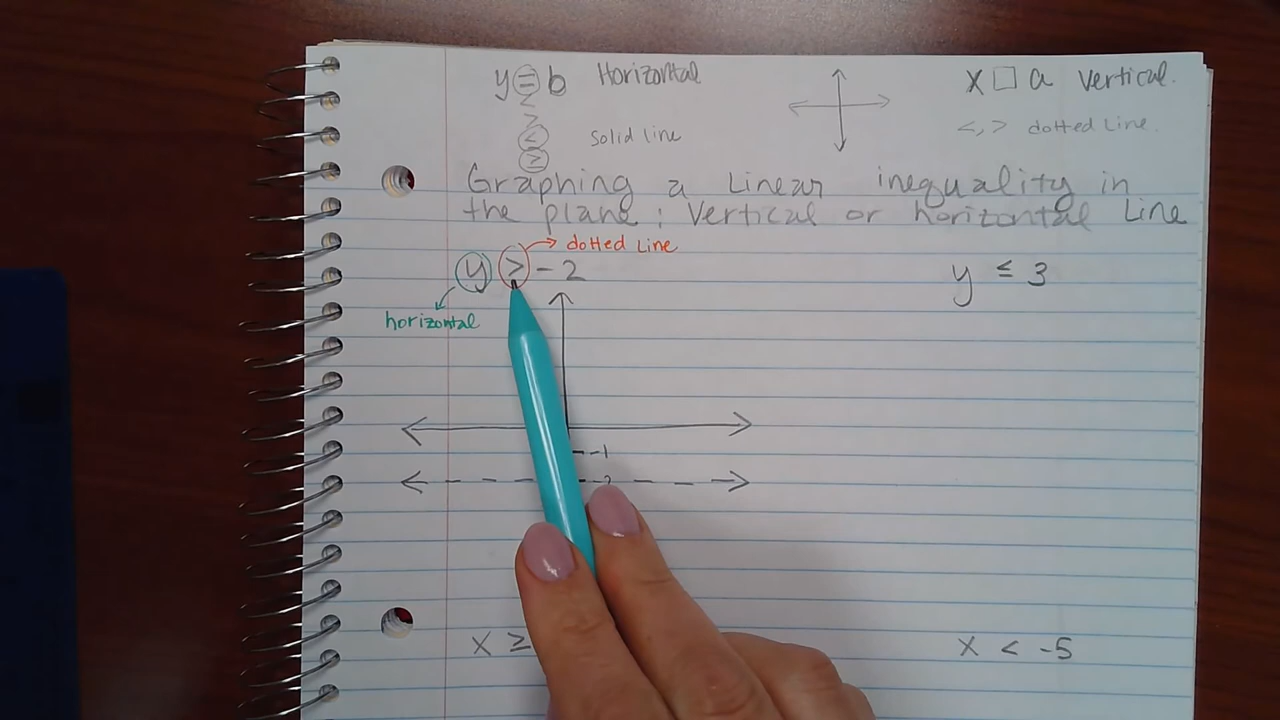 y = b Horizontal
x □ a vertical.
<
>
≤ solid line
≥
<, > dotted Line.
Graphing a Linear inequality in
the plane: Vertical or horizontal Line
→ dotted Line
y > -2
y ≤ 3
horizontal
-1
-2
x ≥
x < -5